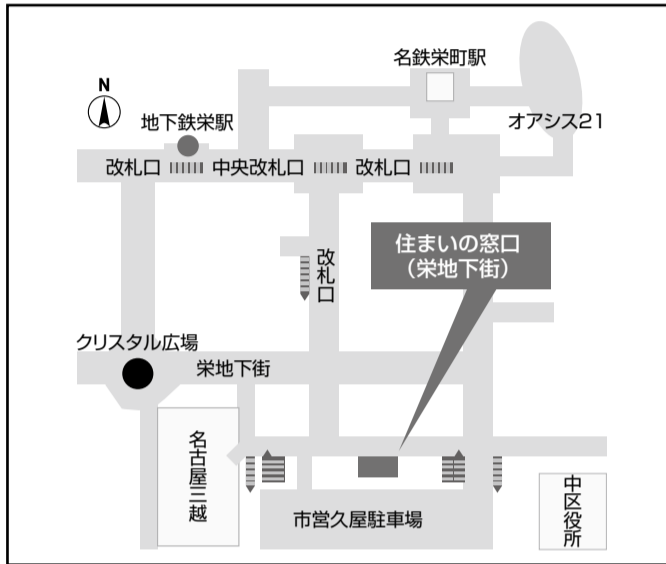 名鉄栄町駅
N
オアシス21
地下鉄栄駅
改札口
中央改札口
改札口
住まいの窓口
（栄地下街）
改札口
クリスタル広場
栄地下街
名古屋三越
中区役所
市営久屋駐車場